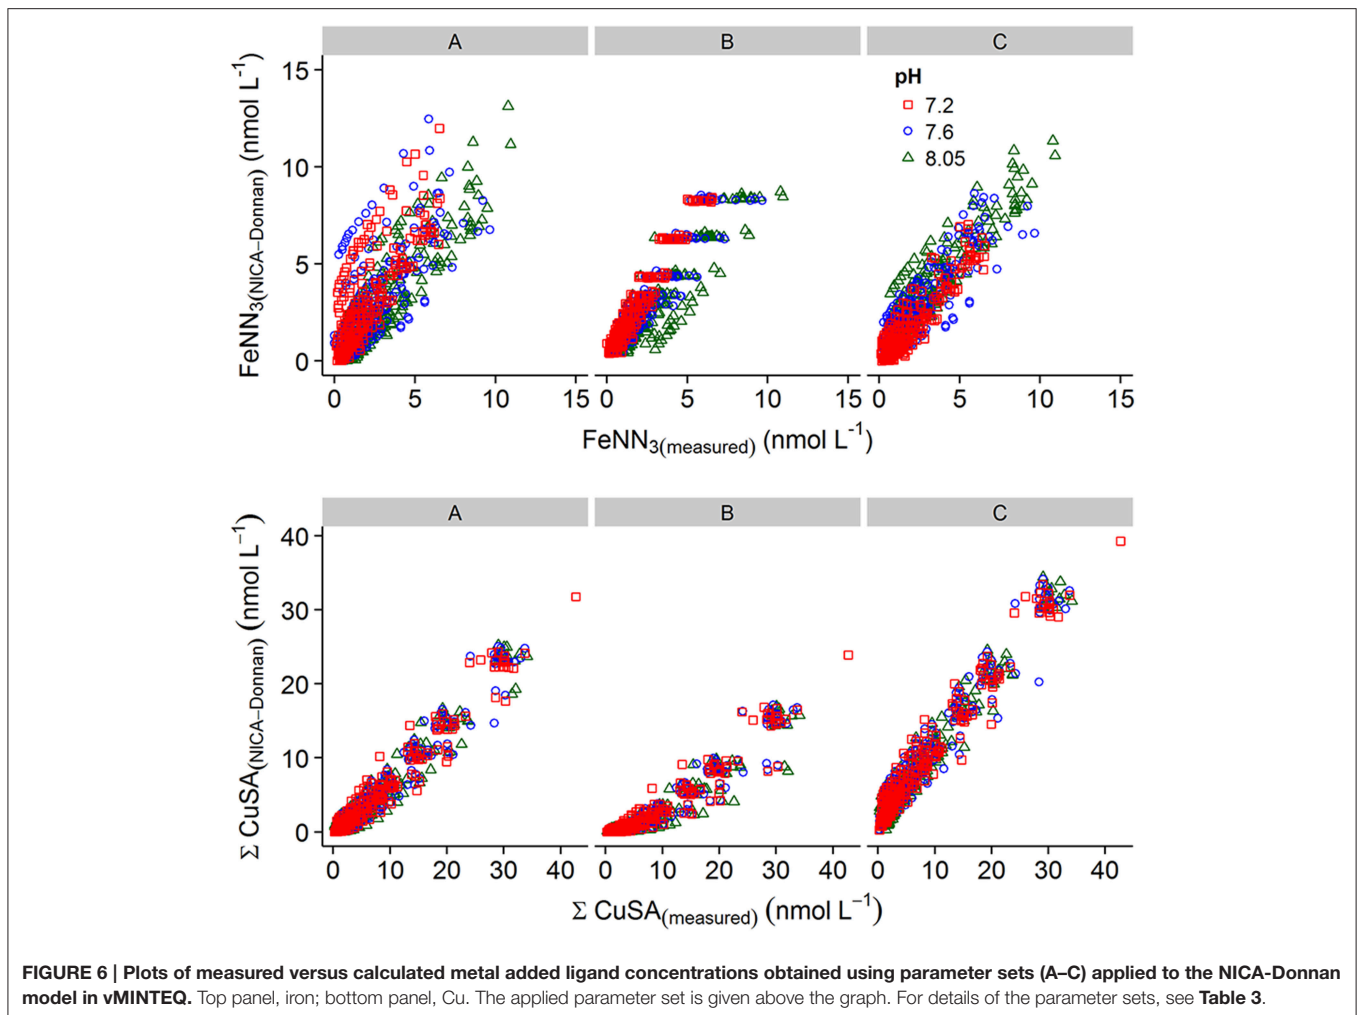 A B C
FeNN3(NICA–Donnan) (nmol L-1)
15
10
5
0
pH
7.2
7.6
8.05
0 5 10 15 0 5 10 15 0 5 10 15
FeNN3(measured) (nmol L-1)
A B C
Σ CuSA(NICA–Donnan) (nmol L−1)
40
30
20
10
0
0 10 20 30 40 0 10 20 30 40 0 10 20 30 40
Σ CuSA(measured) (nmol L−1)
FIGURE 6 | Plots of measured versus calculated metal added ligand concentrations obtained using parameter sets (A–C) applied to the NICA-Donnan
model in vMINTEQ. Top panel, iron; bottom panel, Cu. The applied parameter set is given above the graph. For details of the parameter sets, see Table 3.